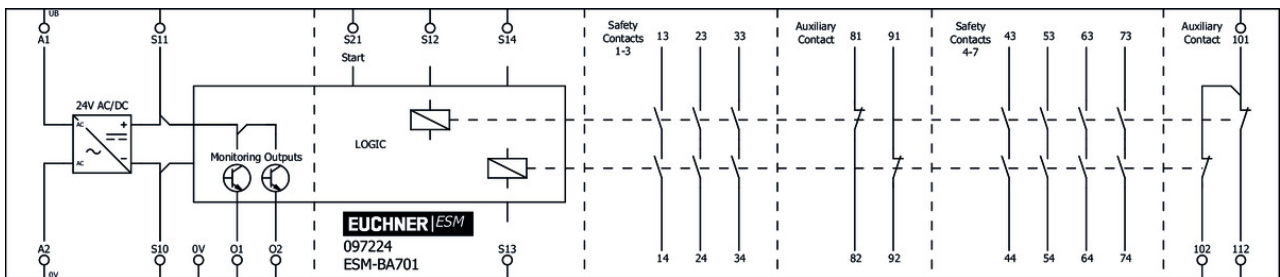 UB
A1 S11 S21 S12 S14
Start
24V AC/DC
AC
AC
+
-
Monitoring Outputs
LOGIC
EUCHNER ESM
097224
ESM-BA701
A2 S10 0V O1 O2 S13
0V
Safety
Contacts
1-3
13 23 33
14 24 34
Auxiliary
Contact
81 91
82 92
Safety
Contacts
4-7
43 53 63 73
44 54 64 74
Auxiliary
Contact
101
102 112